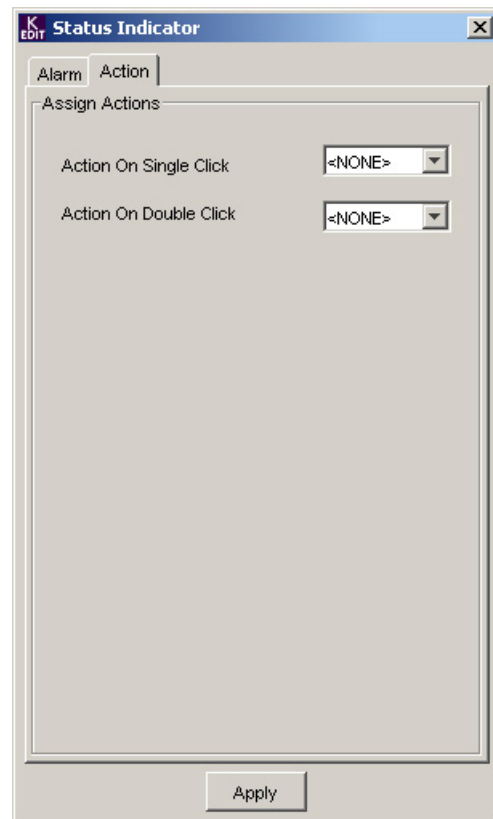 K EDIT Status Indicator
Alarm Action
Assign Actions
Action On Single Click <NONE>
Action On Double Click <NONE>
Apply